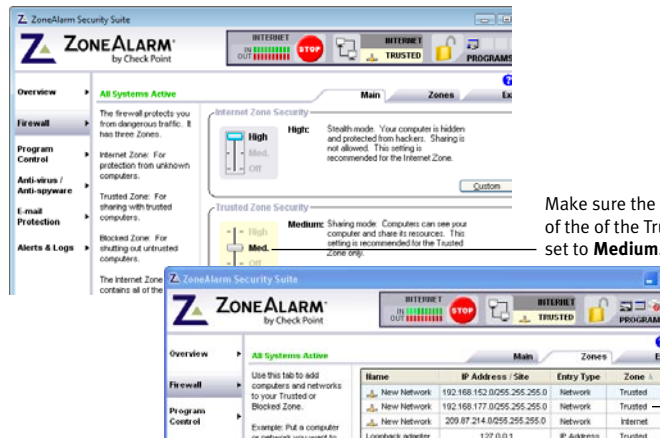 ZoneAlarm Security Suite
ZONEALARM
by Check Point
INTERNET
IN
OUT
STOP
INTERNET
TRUSTED
PROGRAMS
Overview
Firewall
Program
Control
Anti-virus /
Anti-spyware
E-mail
Protection
Alerts & Logs
All Systems Active
Main
Zones
The firewall protects you
from dangerous traffic. It
has three Zones.
Internet Zone: For
protection from unknown
computers.
Trusted Zone: For
sharing with trusted
computers.
Blocked Zone: For
shutting out untrusted
computers.
The Internet Zone
contains all of the
Internet Zone Security
High
Med.
Off
High:
Stealth mode. Your computer is hidden
and protected from hackers. Sharing is
not allowed. This setting is
recommended for the Internet Zone.
Custom
Trusted Zone Security
High
Med.
Off
Medium:
Sharing mode. Computers can see your
computer and share its resources. This
setting is recommended for the Trusted
Zone only.
Make sure the
of the of the Tru
set to Medium.
ZoneAlarm Security Suite
ZONEALARM
by Check Point
INTERNET
IN
OUT
STOP
INTERNET
TRUSTED
PROGRAM
Overview
Firewall
Program
Control
All Systems Active
Main
Zones
Use this tab to add
computers and networks
to your Trusted or
Blocked Zone.
Example: Put a computer
or network you want to
Name IP Address / Site Entry Type Zone
New Network 192.168.152.0/255.255.255.0 Network Trusted
New Network 192.168.177.0/255.255.255.0 Network Trusted
New Network 209.87.214.0/255.255.255.0 Network Internet
Loopback adapter 127.0.0.1 IP Address Trusted